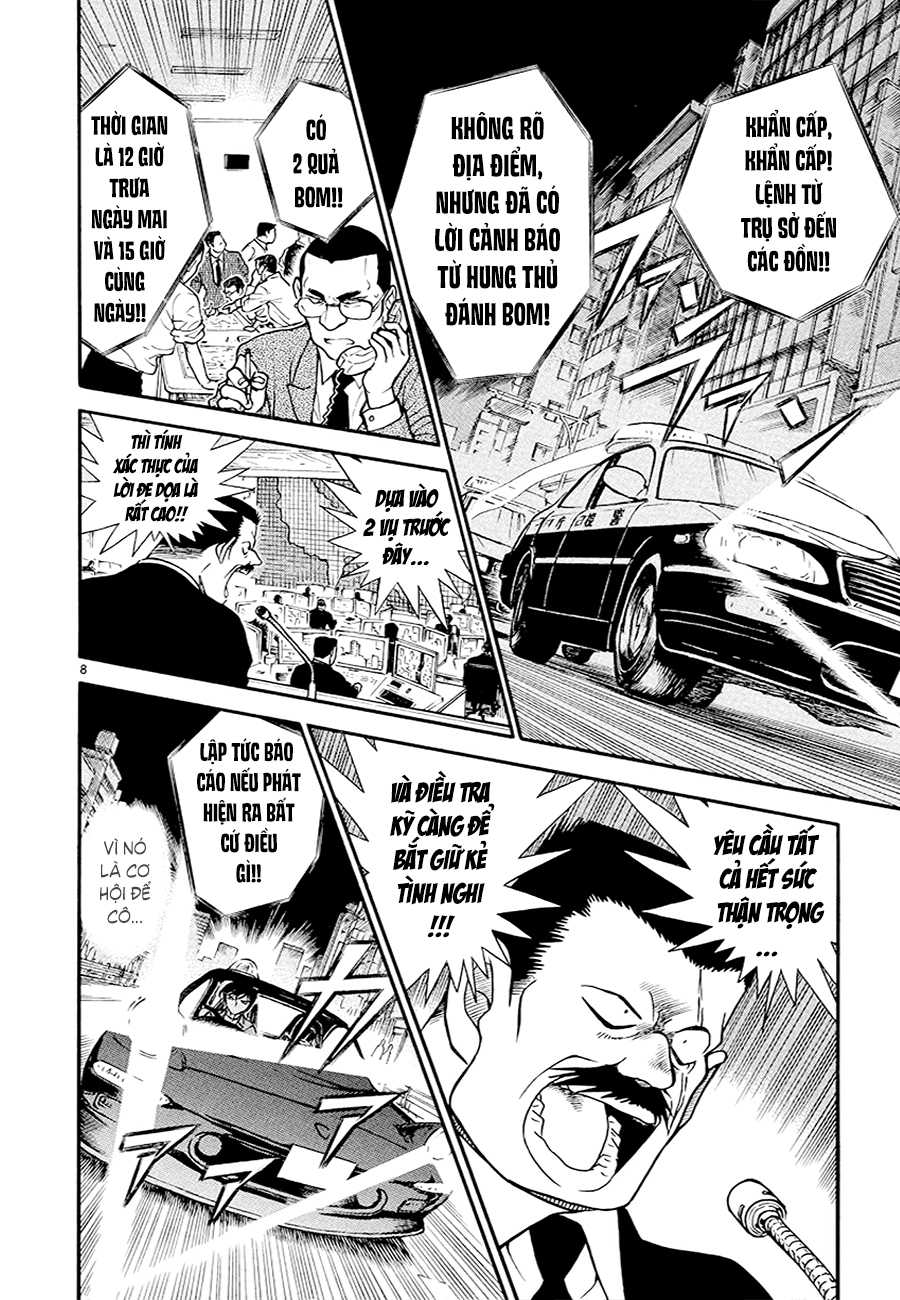 KHẨN CẤP,
KHẨN CẤP!
LỆNH TỪ
TRỤ SỞ ĐẾN
CÁC ĐỒN!!
KHÔNG RÕ
ĐỊA ĐIỂM,
NHƯNG ĐÃ CÓ
LỜI CẢNH BÁO
TỪ HUNG THỦ
ĐÁNH BOM!
CÓ
2 QUẢ
BOM!!
THỜI GIAN
LÀ 12 GIỜ
TRƯA
NGÀY MAI
VÀ 15 GIỜ
CÙNG
NGÀY!!
DỰA VÀO
2 VỤ TRƯỚC
ĐÂY...
THÌ TÍNH
XÁC THỰC CỦA
LỜI ĐE DỌA LÀ
RẤT CAO!!
8
YÊU CẦU TẤT
CẢ HẾT SỨC
THẬN TRỌNG
...
VÀ ĐIỀU TRA
KỸ CÀNG ĐỂ
BẮT GIỮ KẺ
TÌNH NGHI
!!!
LẬP TỨC BÁO
CÁO NẾU PHÁT
HIỆN RA BẤT
CỨ ĐIỀU
GÌ!!
VÌ NÓ
LÀ CƠ
HỘI ĐỂ
CÔ...